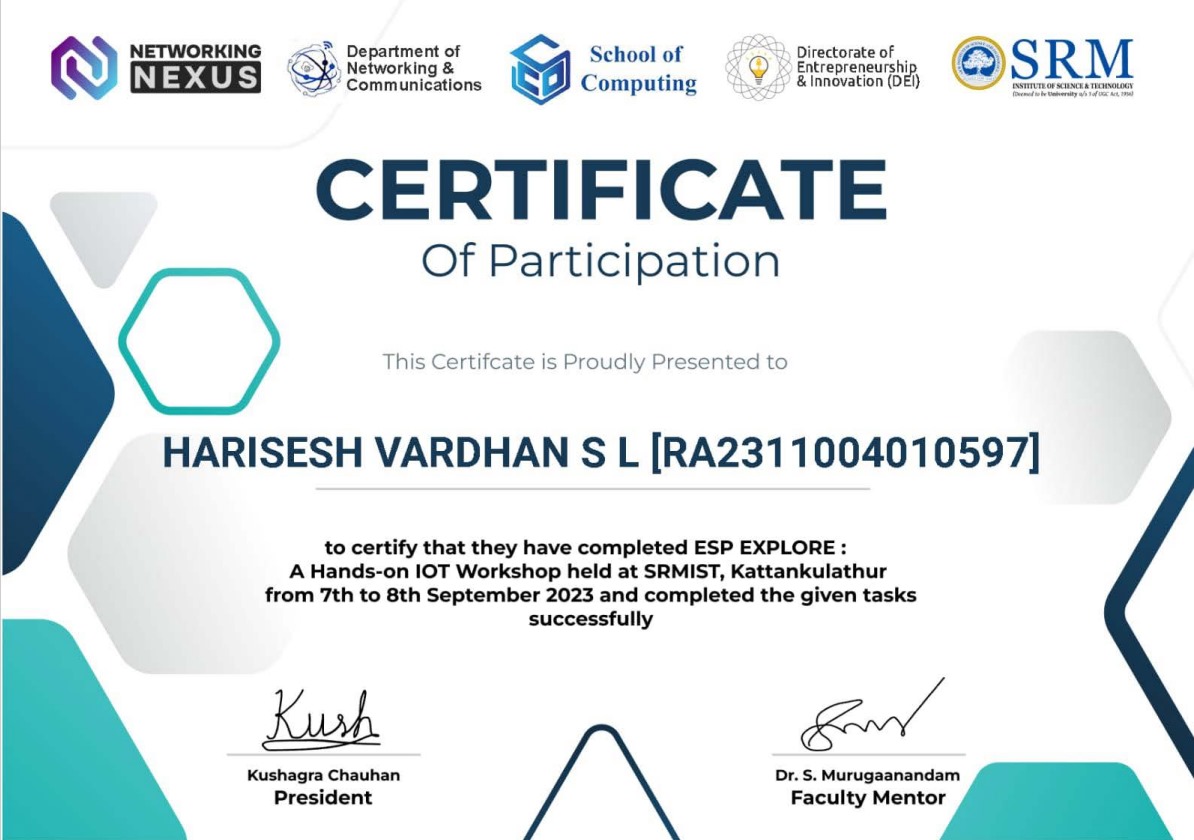 NETWORKING
NEXUS
Department of
Networking &
Communications
School of
Computing
Directorate of
Entrepreneurship
& Innovation (DEI)
SRM
INSTITUTE OF SCIENCE & TECHNOLOGY
(Deemed to be University u/s 3 of UGC Act, 1956)
CERTIFICATE
Of Participation
This Certifcate is Proudly Presented to
HARISESH VARDHAN S L [RA2311004010597]
to certify that they have completed ESP EXPLORE :
A Hands-on IOT Workshop held at SRMIST, Kattankulathur
from 7th to 8th September 2023 and completed the given tasks
successfully
Kush
Kushagra Chauhan
President
Dr. S. Murugaanandam
Faculty Mentor